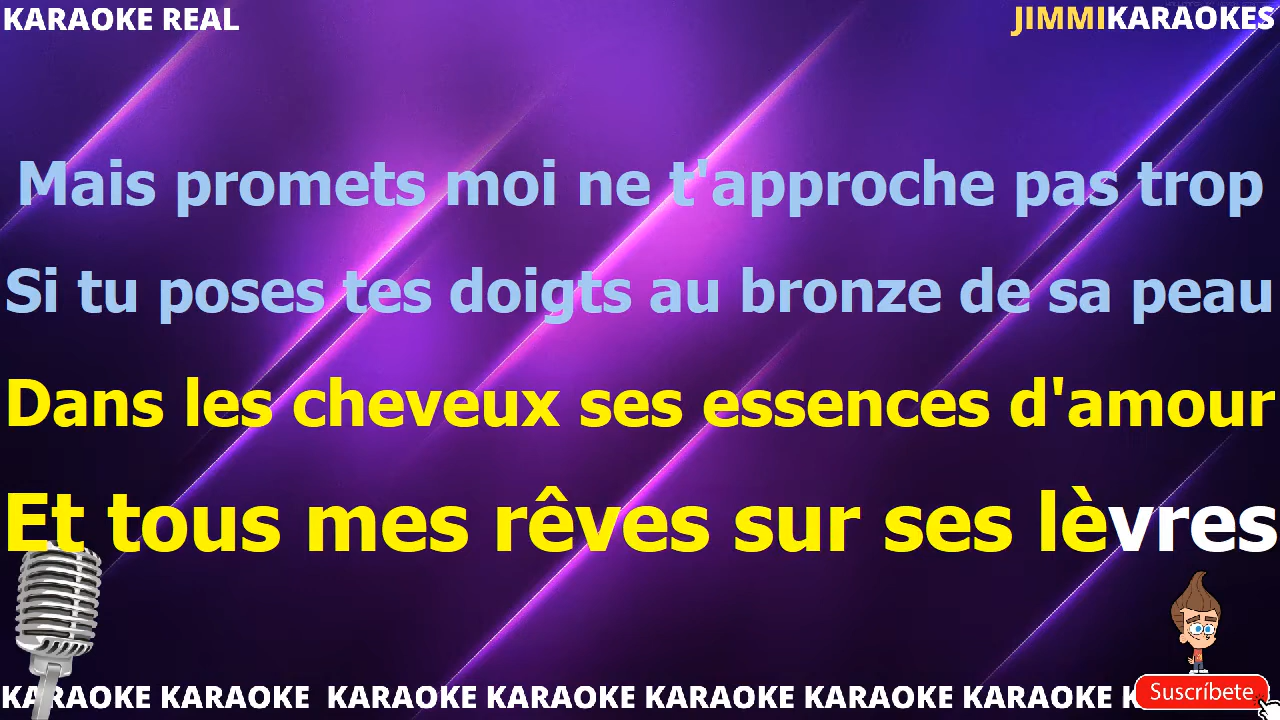 KARAOKE REAL
JIMMIKARAOKES
Mais promets moi ne t'approche pas trop
Si tu poses tes doigts au bronze de sa peau
Dans les cheveux ses essences d'amour
Et tous mes rêves sur ses lèvres
KARAOKE KARAOKE KARAOKE KARAOKE KARAOKE KARAOKE KARAOKE K
Suscríbete